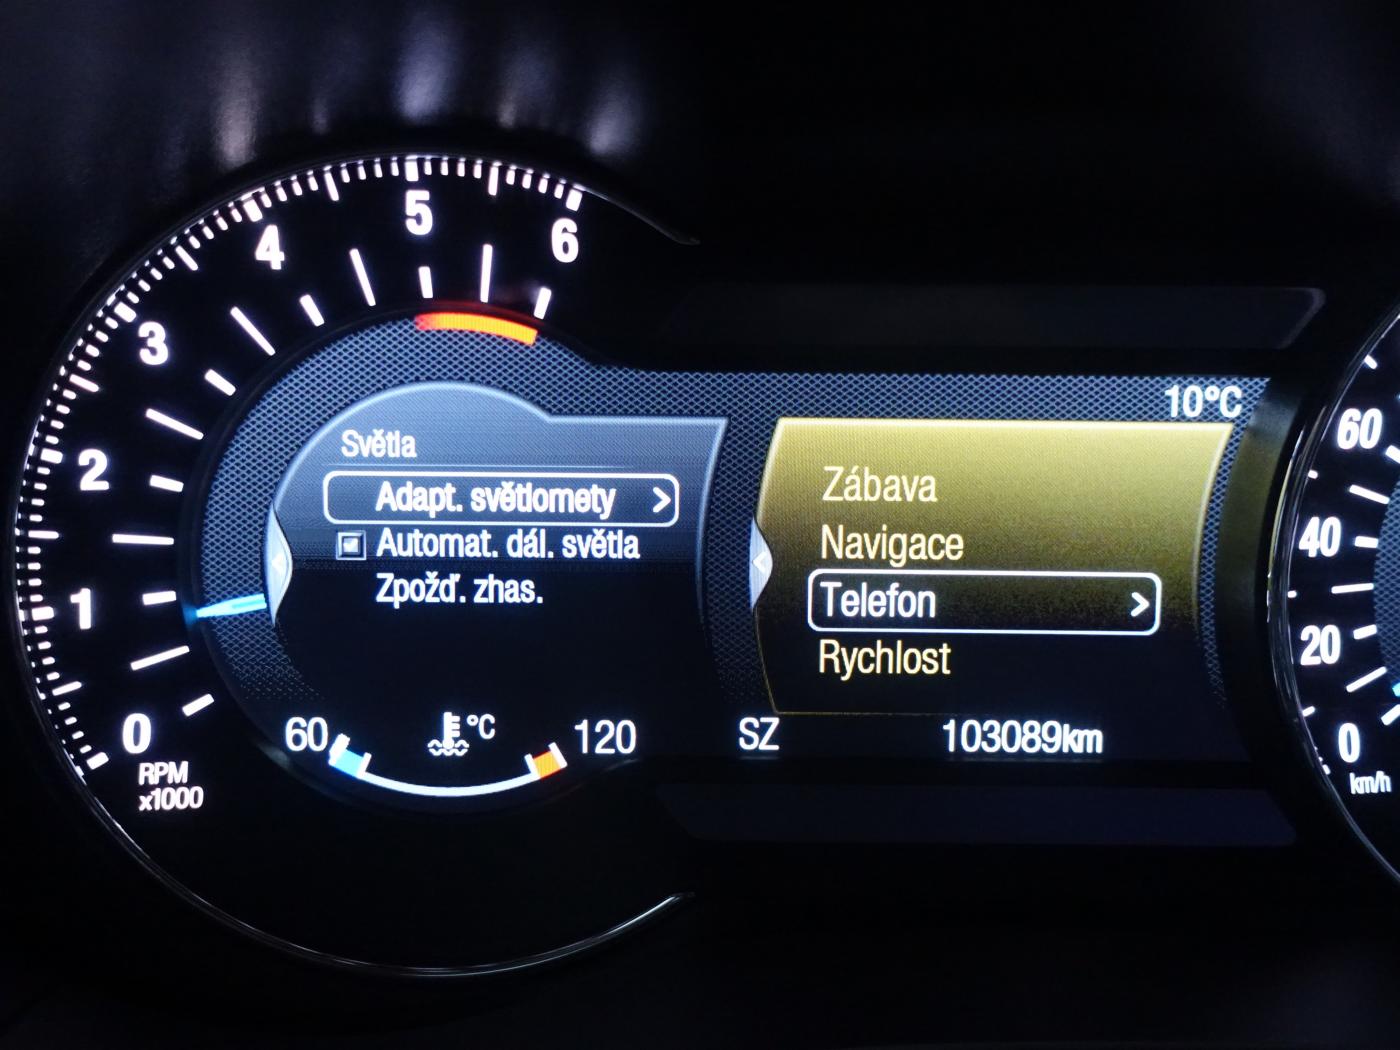 0
1
2
3
4
5
6
RPM
x1000
Světla
Adapt. světlomety
Automat. dál. světla
Zpožď. zhas.
60
°C
120
10°C
Zábava
Navigace
Telefon
Rychlost
SZ
103089km
60
40
20
0
km/h